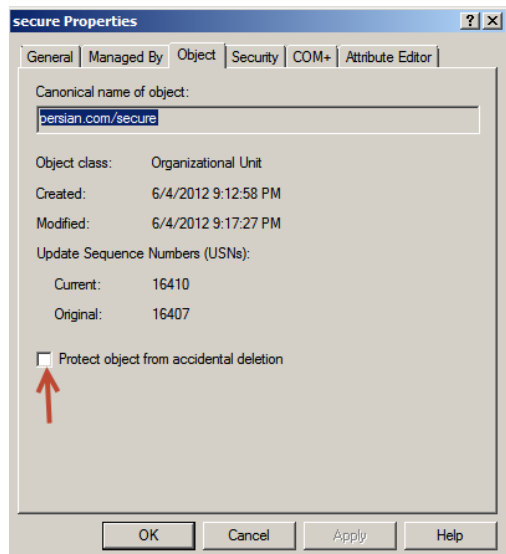 secure Properties
General Managed By Object Security COM+ Attribute Editor
Canonical name of object:
persian.com/secure
Object class: Organizational Unit
Created: 6/4/2012 9:12:58 PM
Modified: 6/4/2012 9:17:27 PM
Update Sequence Numbers (USNs):
Current: 16410
Original: 16407
Protect object from accidental deletion
OK Cancel Apply Help